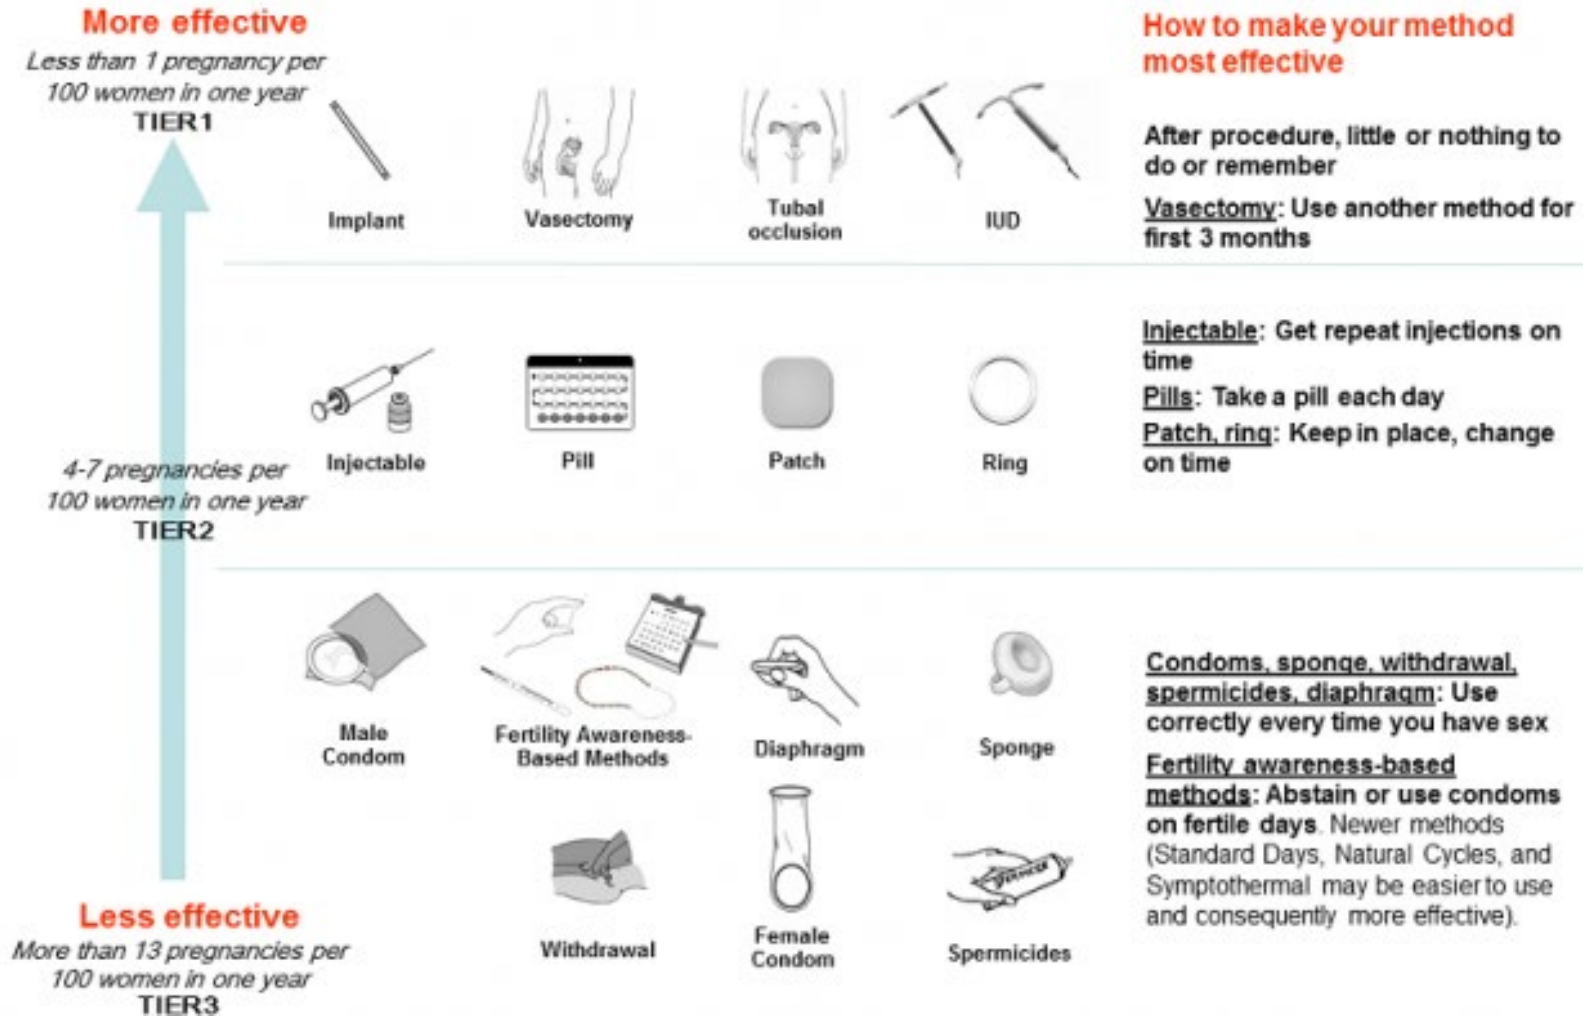 More effective
Less than 1 pregnancy per
100 women in one year
TIER1
Implant
Vasectomy
Tubal
occlusion
IUD
How to make your method
most effective
After procedure, little or nothing to
do or remember
Vasectomy: Use another method for
first 3 months
4-7 pregnancies per
100 women in one year
TIER2
Injectable
Pill
Patch
Ring
Injectable: Get repeat injections on
time
Pills: Take a pill each day
Patch, ring: Keep in place, change
on time
Male
Condom
Fertility Awareness-
Based Methods
Diaphragm
Sponge
Withdrawal
Female
Condom
SPERMICIDE
Spermicides
Condoms, sponge, withdrawal,
spermicides, diaphragm: Use
correctly every time you have sex
Fertility awareness-based
methods: Abstain or use condoms
on fertile days. Newer methods
(Standard Days, Natural Cycles, and
Symptothermal may be easier to use
and consequently more effective).
Less effective
More than 13 pregnancies per
100 women in one year
TIER3